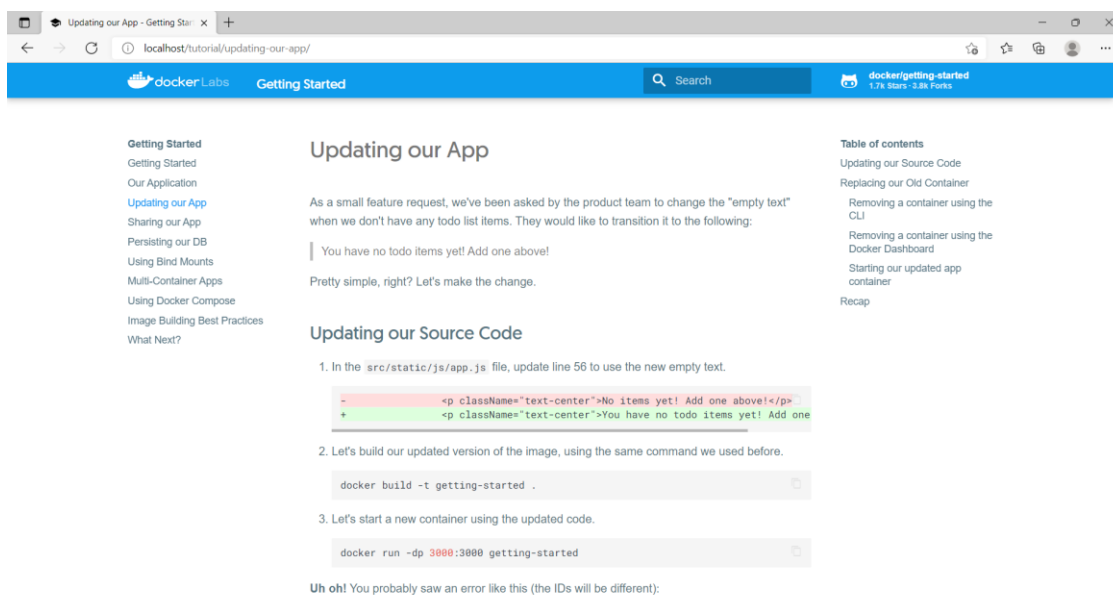 Updating our App - Getting Star
localhost/tutorial/updating-our-app/
dockerLabs
Getting Started
Search
docker/getting-started
1.7k Stars · 3.8k Forks
Getting Started
Getting Started
Our Application
Updating our App
Sharing our App
Persisting our DB
Using Bind Mounts
Multi-Container Apps
Using Docker Compose
Image Building Best Practices
What Next?
Updating our App
As a small feature request, we've been asked by the product team to change the "empty text"
when we don't have any todo list items. They would like to transition it to the following:
You have no todo items yet! Add one above!
Pretty simple, right? Let's make the change.
Updating our Source Code
1. In the src/static/js/app.js file, update line 56 to use the new empty text.
- <p className="text-center">No items yet! Add one above!</p>
+ <p className="text-center">You have no todo items yet! Add one
2. Let's build our updated version of the image, using the same command we used before.
docker build -t getting-started .
3. Let's start a new container using the updated code.
docker run -dp 3000:3000 getting-started
Uh oh! You probably saw an error like this (the IDs will be different):
Table of contents
Updating our Source Code
Replacing our Old Container
Removing a container using the
CLI
Removing a container using the
Docker Dashboard
Starting our updated app
container
Recap